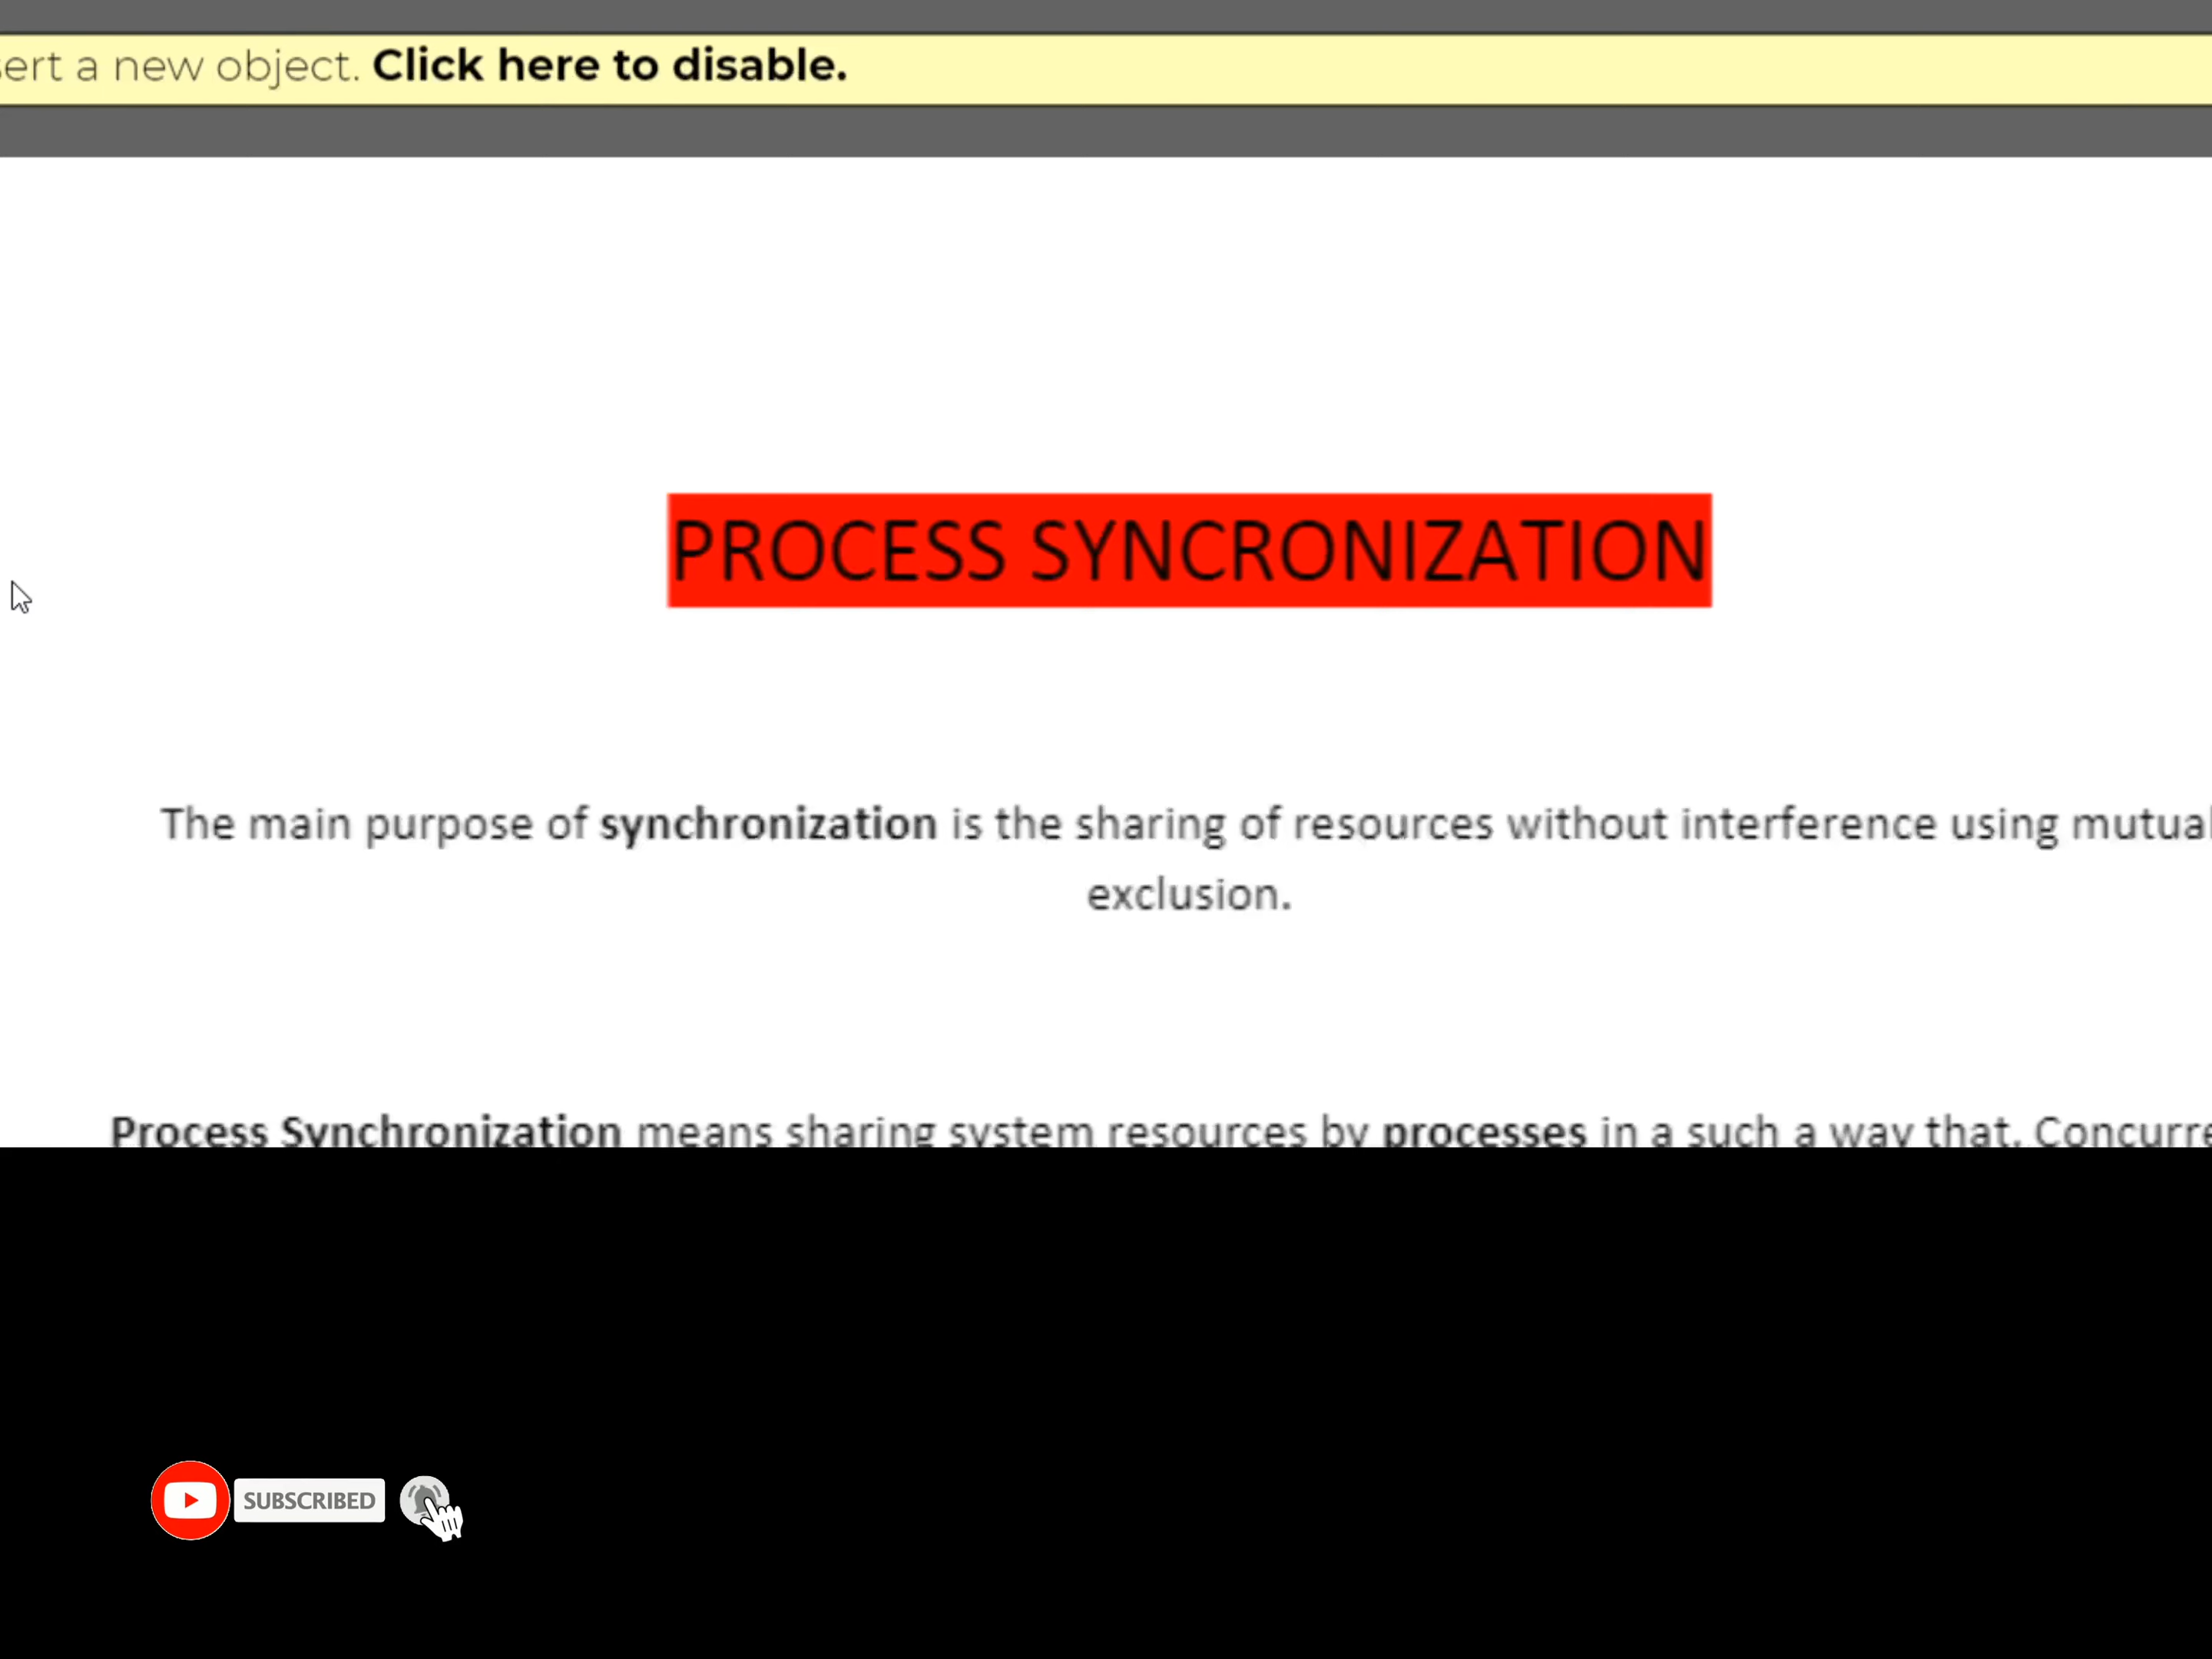 ert a new object. Click here to disable.
PROCESS SYNCRONIZATION
The main purpose of synchronization is the sharing of resources without interference using mutual
exclusion.
Process Synchronization means sharing system resources by processes in a such a way that. Concurre
SUBSCRIBED